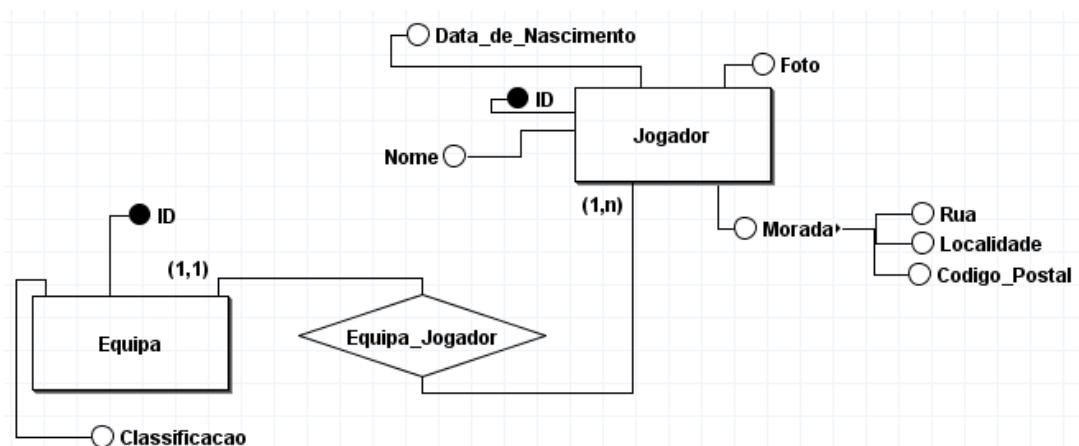 Data_de_Nascimento
Foto
ID
Jogador
Nome
(1,n)
ID
Rua
Morada
Localidade
(1,1)
Codigo_Postal
Equipa_Jogador
Equipa
Classificacao